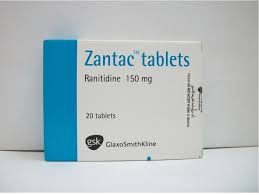 Zantac™ tablets
Ranitidine 150 mg
20 tablets
gsk GlaxoSmithKline